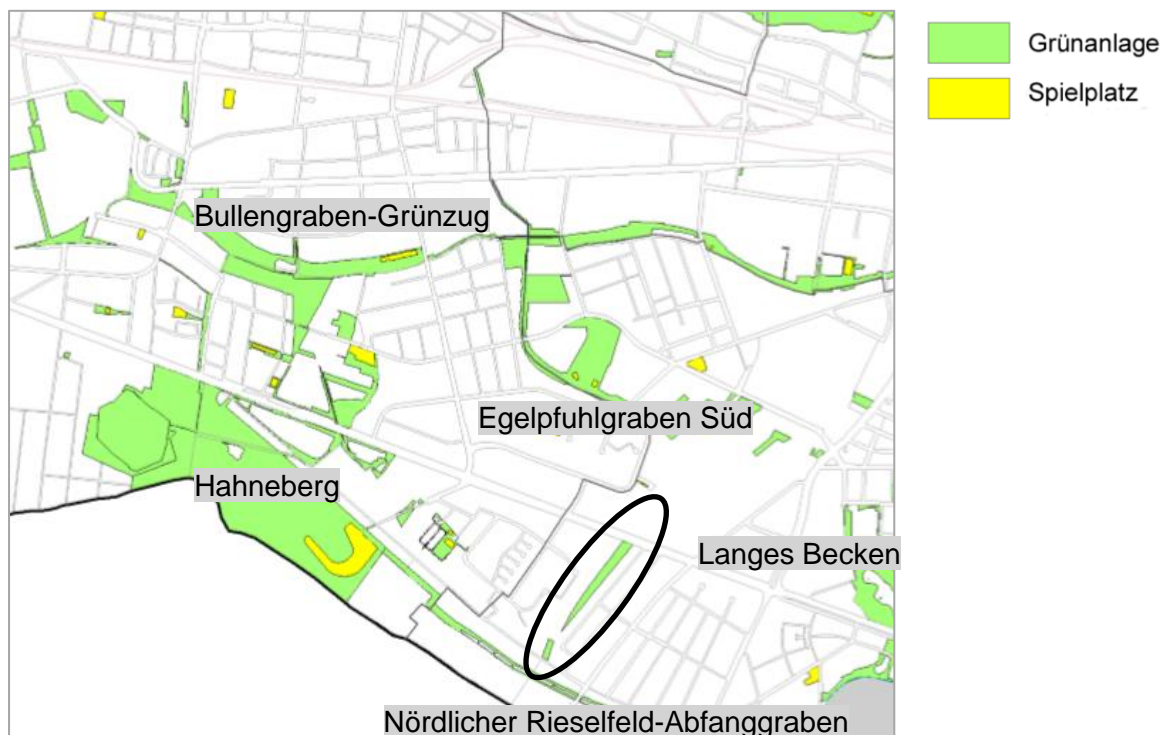 Grünanlage
Spielplatz
Bullengraben-Grünzug
Egelpfuhlgraben Süd
Hahneberg
Langes Becken
Nördlicher Rieselfeld-Abfanggraben